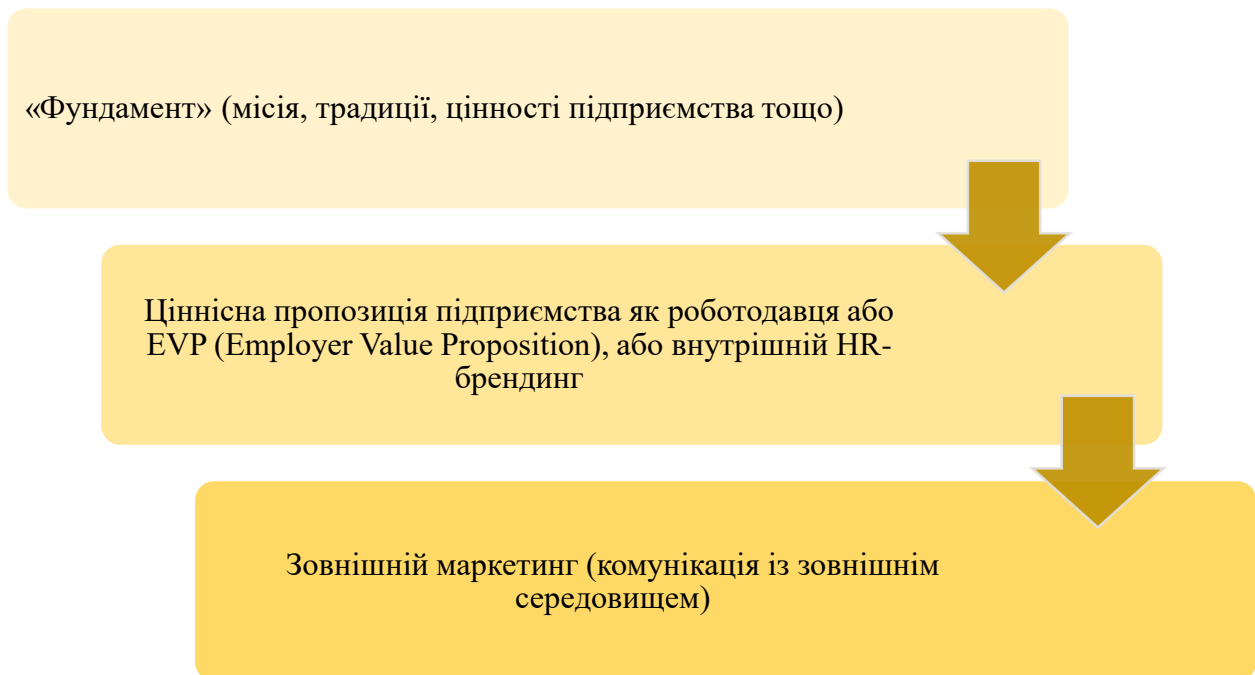 «Фундамент» (місія, традиції, цінності підприємства тощо)
Ціннісна пропозиція підприємства як роботодавця або
EVP (Employer Value Proposition), або внутрішній HR-
брендинг
Зовнішній маркетинг (комунікація із зовнішнім
середовищем)